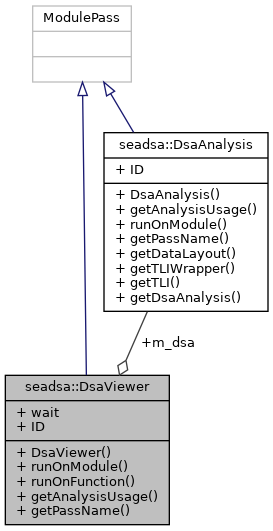 ModulePass
seadsa::DsaAnalysis
+ ID
+ DsaAnalysis()
+ getAnalysisUsage()
+ runOnModule()
+ getPassName()
+ getDataLayout()
+ getTLIWrapper()
+ getTLI()
+ getDsaAnalysis()
+m_dsa
seadsa::DsaViewer
+ wait
+ ID
+ DsaViewer()
+ runOnModule()
+ runOnFunction()
+ getAnalysisUsage()
+ getPassName()